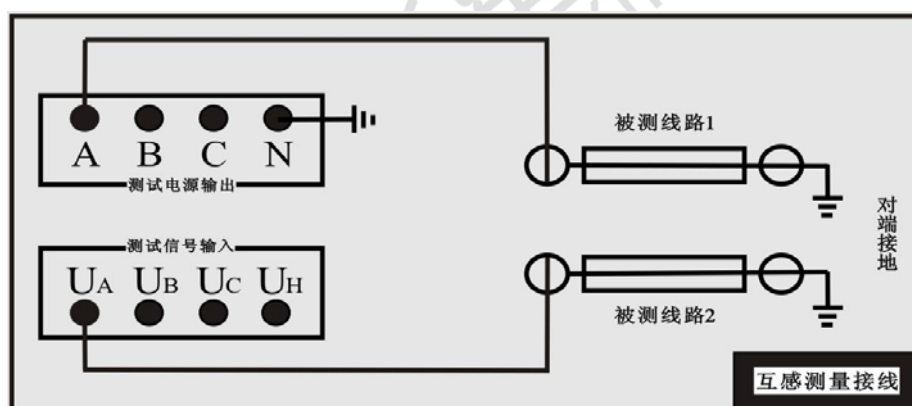 A B C N
测试电源输出
测试信号输入
UA UB UC UH
被测线路1
被测线路2
对端接地
互感测量接线